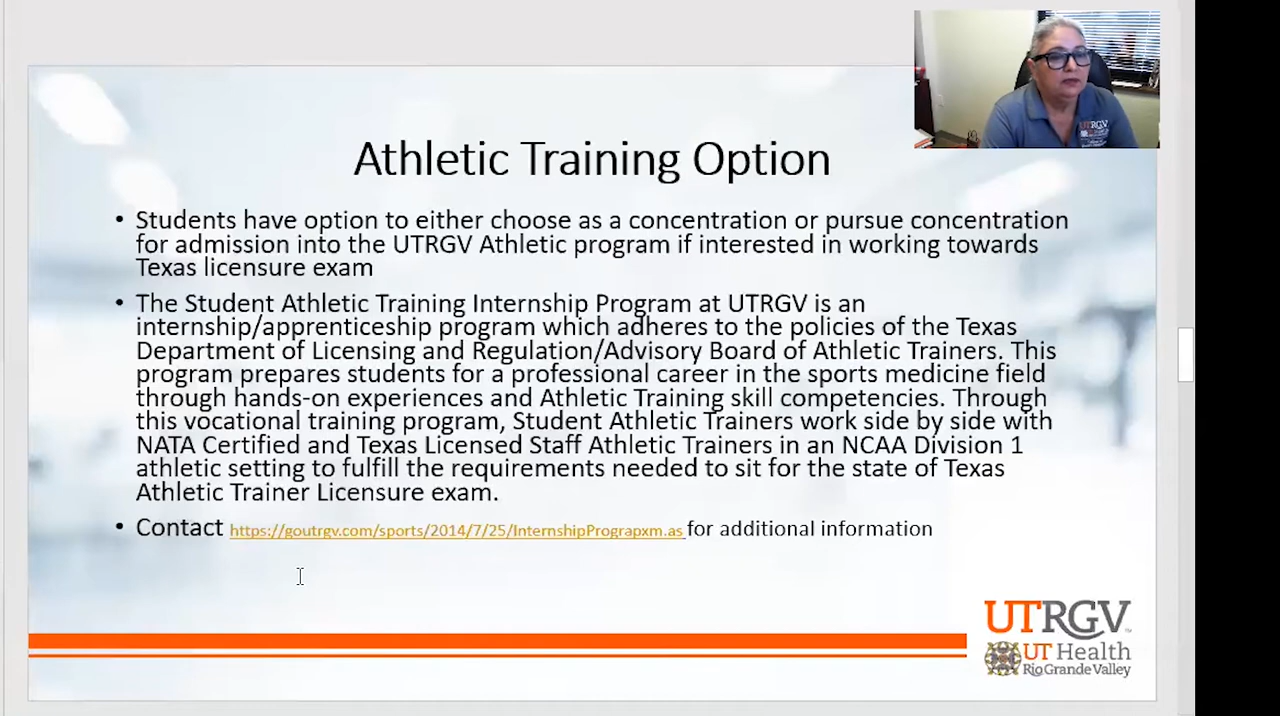 UTRGV
Athletic Training Option
• Students have option to either choose as a concentration or pursue concentration
for admission into the UTRGV Athletic program if interested in working towards
Texas licensure exam
• The Student Athletic Training Internship Program at UTRGV is an
internship/apprenticeship program which adheres to the policies of the Texas
Department of Licensing and Regulation/Advisory Board of Athletic Trainers. This
program prepares students for a professional career in the sports medicine field
through hands-on experiences and Athletic Training skill competencies. Through
this vocational training program, Student Athletic Trainers work side by side with
NATA Certified and Texas Licensed Staff Athletic Trainers in an NCAA Division 1
athletic setting to fulfill the requirements needed to sit for the state of Texas
Athletic Trainer Licensure exam.
• Contact https://goutrgv.com/sports/2014/7/25/InternshipPrograpxm.as for additional information
UTRGV
UT Health
Rio Grande Valley